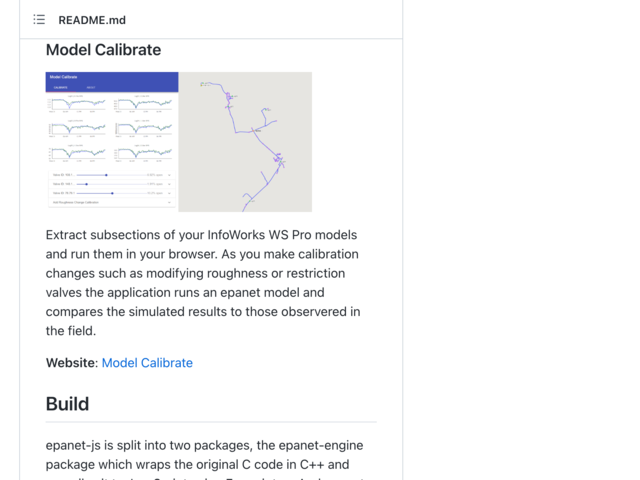 README.md
Model Calibrate
Model Calibrate
Extract subsections of your InfoWorks WS Pro models
and run them in your browser. As you make calibration
changes such as modifying roughness or restriction
valves the application runs an epanet model and
compares the simulated results to those observered in
the field.
Website: Model Calibrate
Build
epanet-js is split into two packages, the epanet-engine
package which wraps the original C code in C++ and